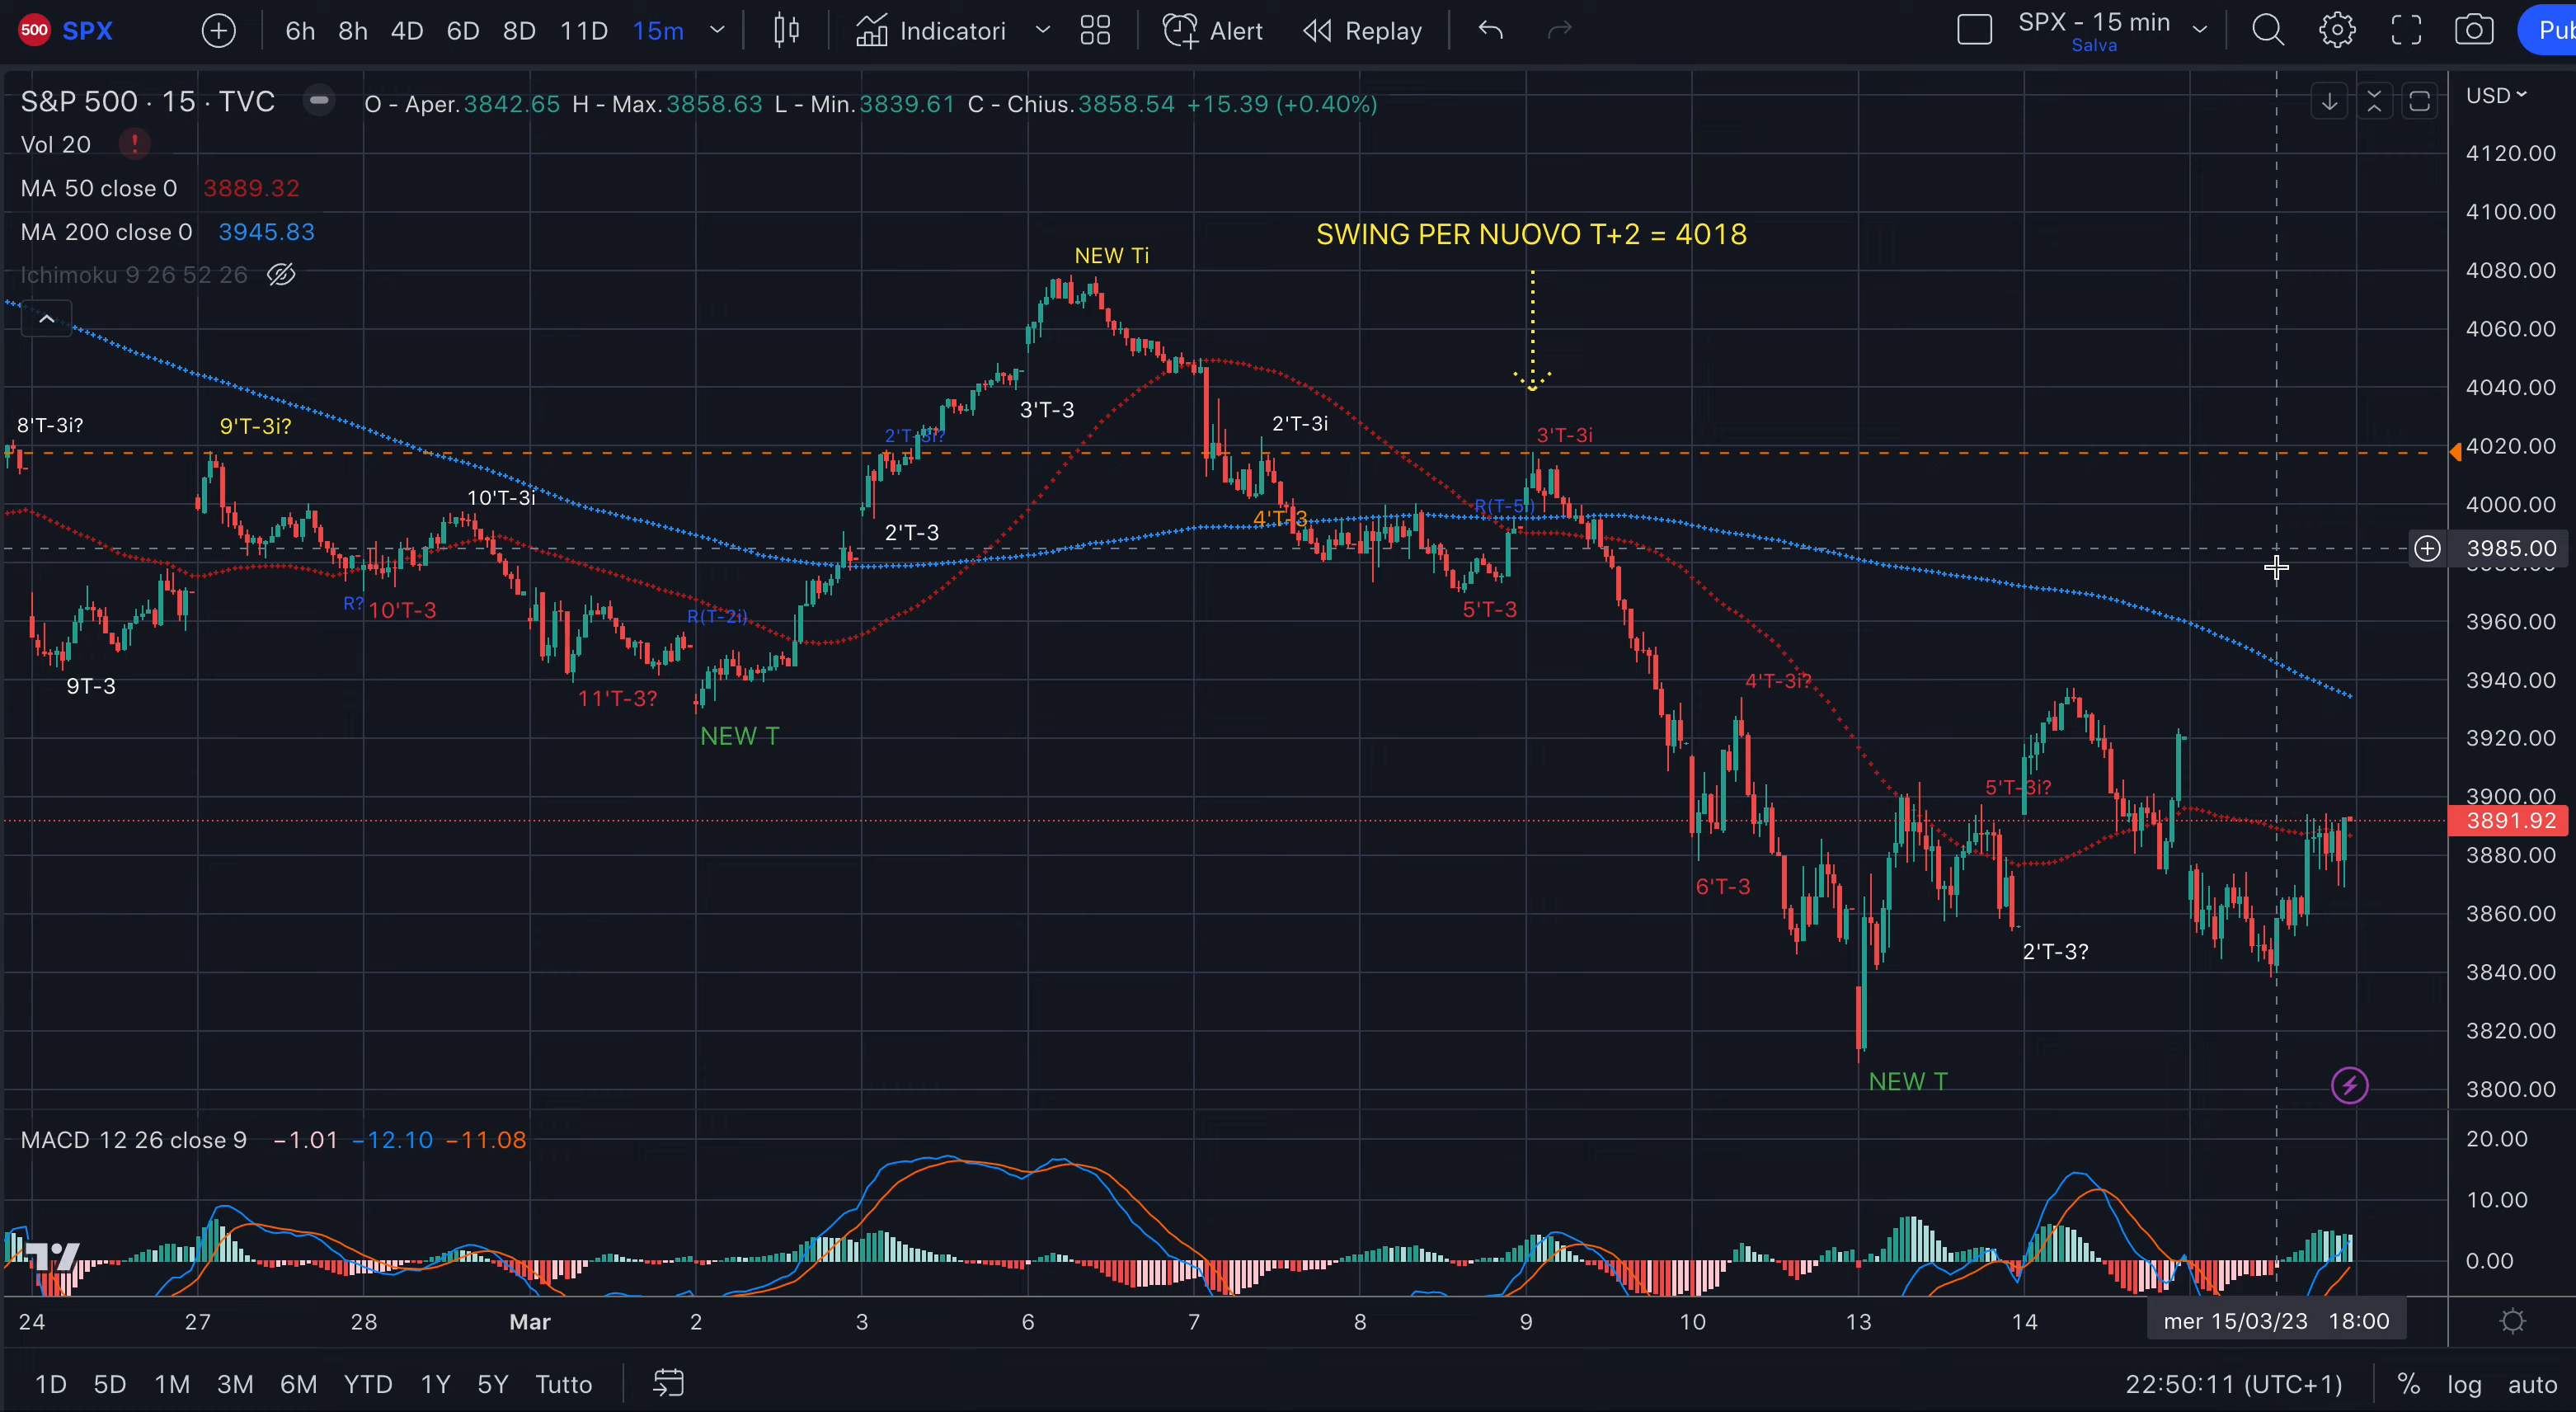 500 SPX 6h 8h 4D 6D 8D 11D 15m Indicatori Alert Replay SPX - 15 min Pub
Salva
S&P 500 · 15 · TVC O - Aper.3842.65 H - Max.3858.63 L - Min.3839.61 C - Chius.3858.54 +15.39 (+0.40%) USD
Vol 20 !
4120.00
MA 50 close 0 3889.32
4100.00
MA 200 close 0 3945.83
SWING PER NUOVO T+2 = 4018
NEW Ti
Ichimoku 9 26 52 26
4080.00
4060.00
4040.00
3'T-3
8'T-3i? 9'T-3i? 2'T-3i? 2'T-3i 3'T-3i
4020.00
10'T-3i R(T-5i) 4000.00
4'T-3
2'T-3
3985.00
R? 10'T-3 R(T-2i) 5'T-3
3960.00
9T-3 11'T-3? 4'T-3i? 3940.00
NEW T 3920.00
5'T-3i? 3900.00
3891.92
3880.00
6'T-3
3860.00
2'T-3?
3840.00
3820.00
NEW T 3800.00
MACD 12 26 close 9 −1.01 −12.10 −11.08 20.00
10.00
0.00
24 27 28 Mar 2 3 6 7 8 9 10 13 14 mer 15/03/23 18:00
1D 5D 1M 3M 6M YTD 1Y 5Y Tutto 22:50:11 (UTC+1) % log auto